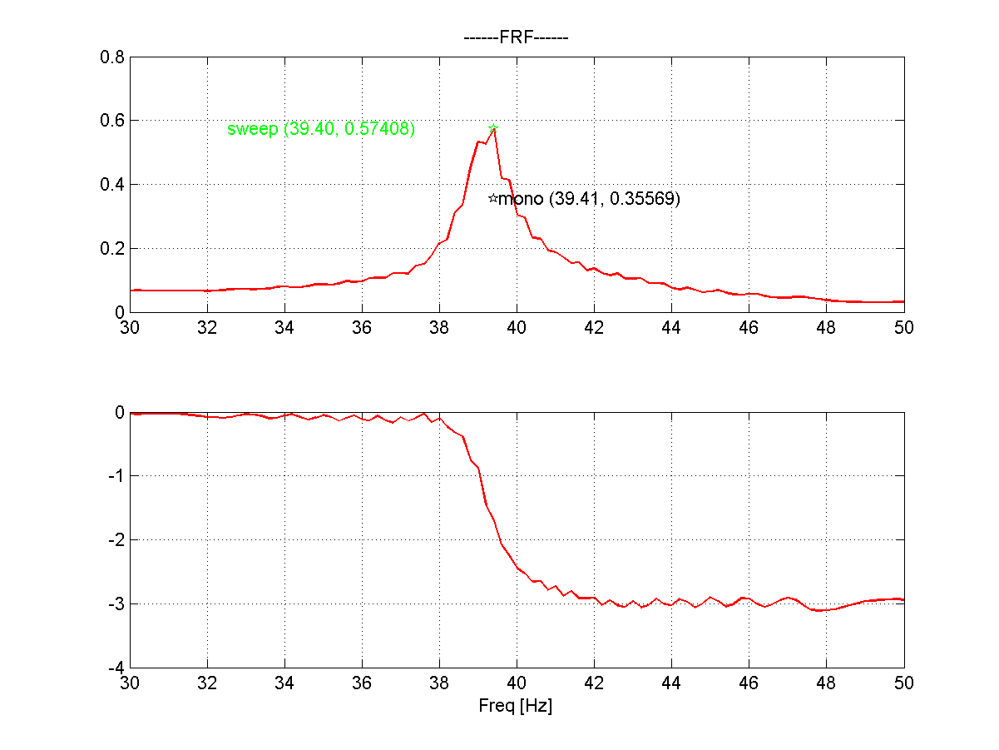 ------FRF------
0.8
0.6
sweep (39.40, 0.57408)
0.4
mono (39.41, 0.35569)
0.2
0
30 32 34 36 38 40 42 44 46 48 50
0
-1
-2
-3
-4
30 32 34 36 38 40 42 44 46 48 50
Freq [Hz]